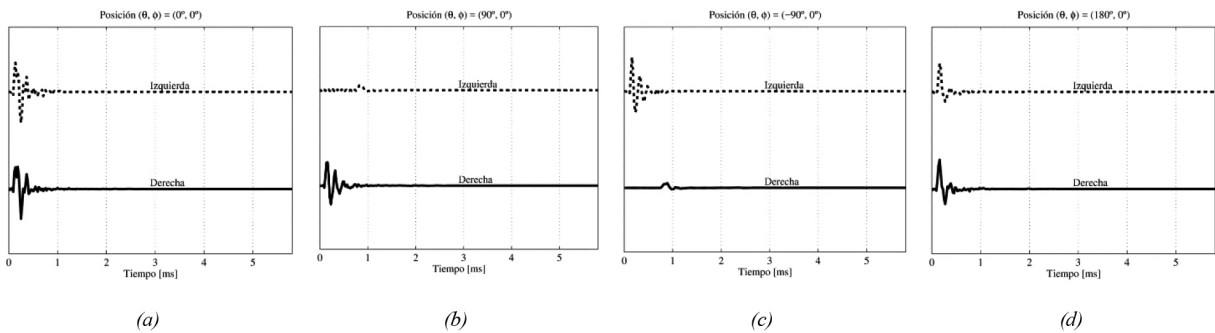 Posición (θ, ϕ) = (0º, 0º)
Izquierda
Derecha
0 1 2 3 4 5
Tiempo [ms]
(a)
Posición (θ, ϕ) = (90º, 0º)
Izquierda
Derecha
0 1 2 3 4 5
Tiempo [ms]
(b)
Posición (θ, ϕ) = (−90º, 0º)
Izquierda
Derecha
0 1 2 3 4 5
Tiempo [ms]
(c)
Posición (θ, ϕ) = (180º, 0º)
Izquierda
Derecha
0 1 2 3 4 5
Tiempo [ms]
(d)